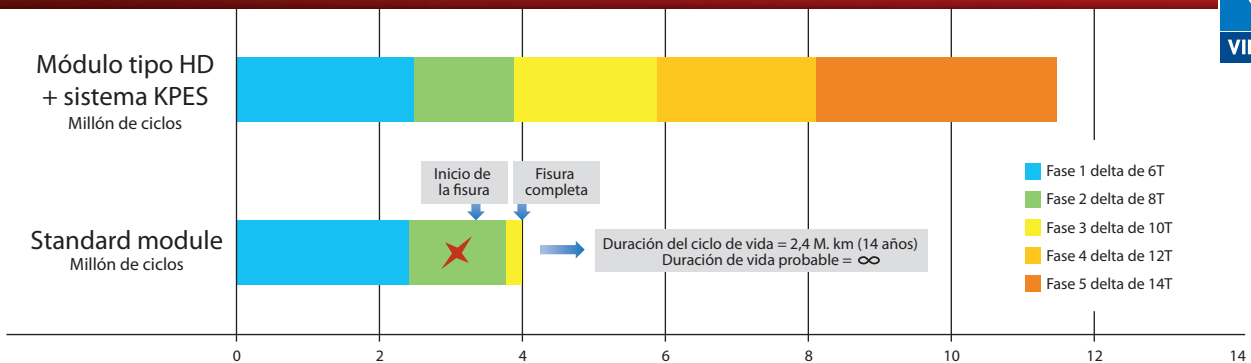 Módulo tipo HD
+ sistema KPES
Millón de ciclos
Inicio de
la fisura
Fisura
completa
Standard module
Millón de ciclos
Duración del ciclo de vida = 2,4 M. km (14 años)
Duración de vida probable = ∞
Fase 1 delta de 6T
Fase 2 delta de 8T
Fase 3 delta de 10T
Fase 4 delta de 12T
Fase 5 delta de 14T
0 2 4 6 8 10 12 14